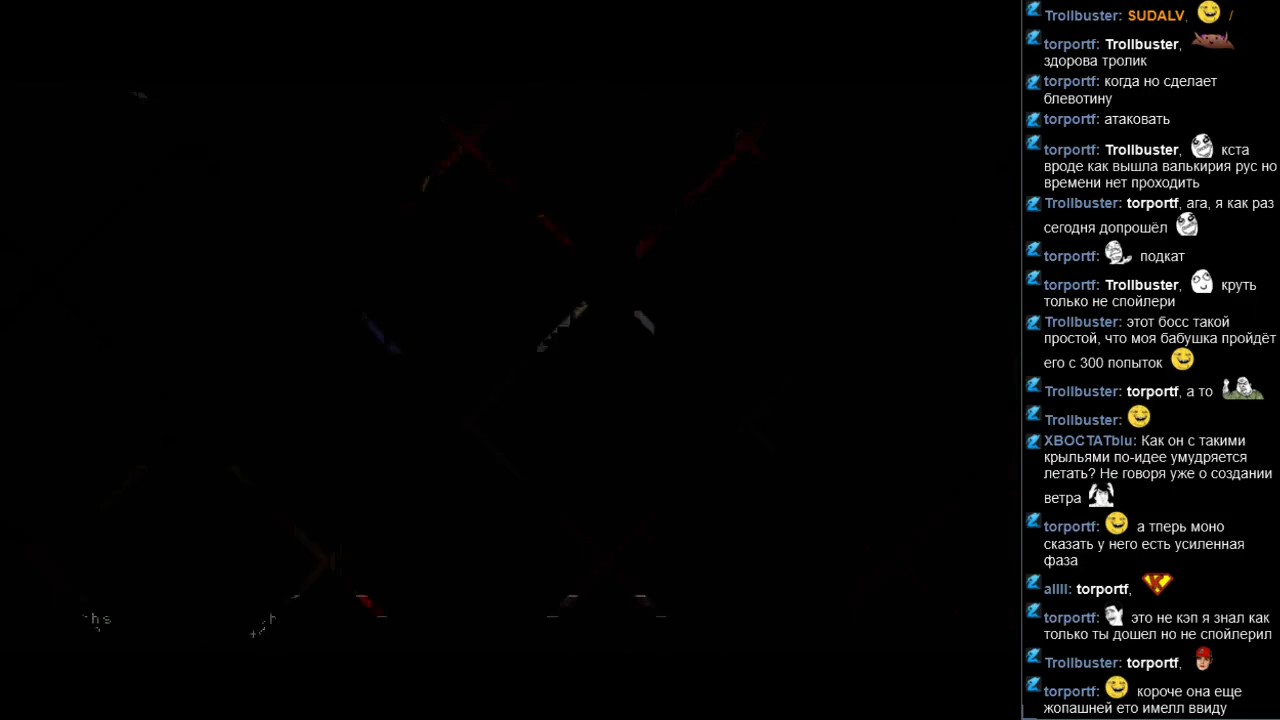 Trollbuster: SUDALV, /
torportf: Trollbuster,
здорова тролик
torportf: когда но сделает
блевотину
torportf: атаковать
torportf: Trollbuster, кста
вроде как вышла валькирия рус но
времени нет проходить
Trollbuster: torportf, ага, я как раз
сегодня допрошёл
torportf: подкат
torportf: Trollbuster, круть
только не спойлери
Trollbuster: этот босс такой
простой, что моя бабушка пройдёт
его с 300 попыток
Trollbuster: torportf, а то
Trollbuster:
XBOCTATblu: Как он с такими
крыльями по-идее умудряется
летать? Не говоря уже о создании
ветра
torportf: а тперь моно
сказать у него есть усиленная
фаза
allli: torportf,
torportf: это не кэп я знал как
только ты дошел но не спойлерил
Trollbuster: torportf,
torportf: короче она еще
жопашней ето имелл ввиду